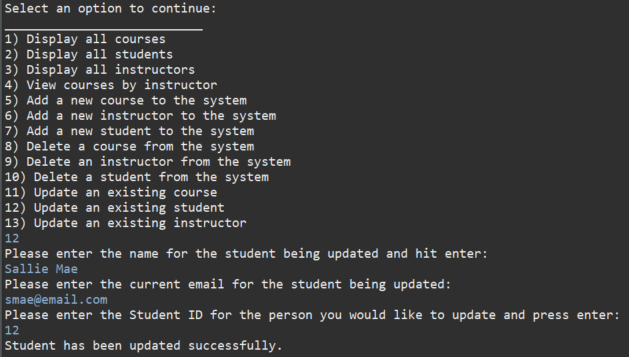 Select an option to continue:
__________________________
1) Display all courses
2) Display all students
3) Display all instructors
4) View courses by instructor
5) Add a new course to the system
6) Add a new instructor to the system
7) Add a new student to the system
8) Delete a course from the system
9) Delete an instructor from the system
10) Delete a student from the system
11) Update an existing course
12) Update an existing student
13) Update an existing instructor
12
Please enter the name for the student being updated and hit enter:
Sallie Mae
Please enter the current email for the student being updated:
smae@email.com
Please enter the Student ID for the person you would like to update and press enter:
12
Student has been updated successfully.